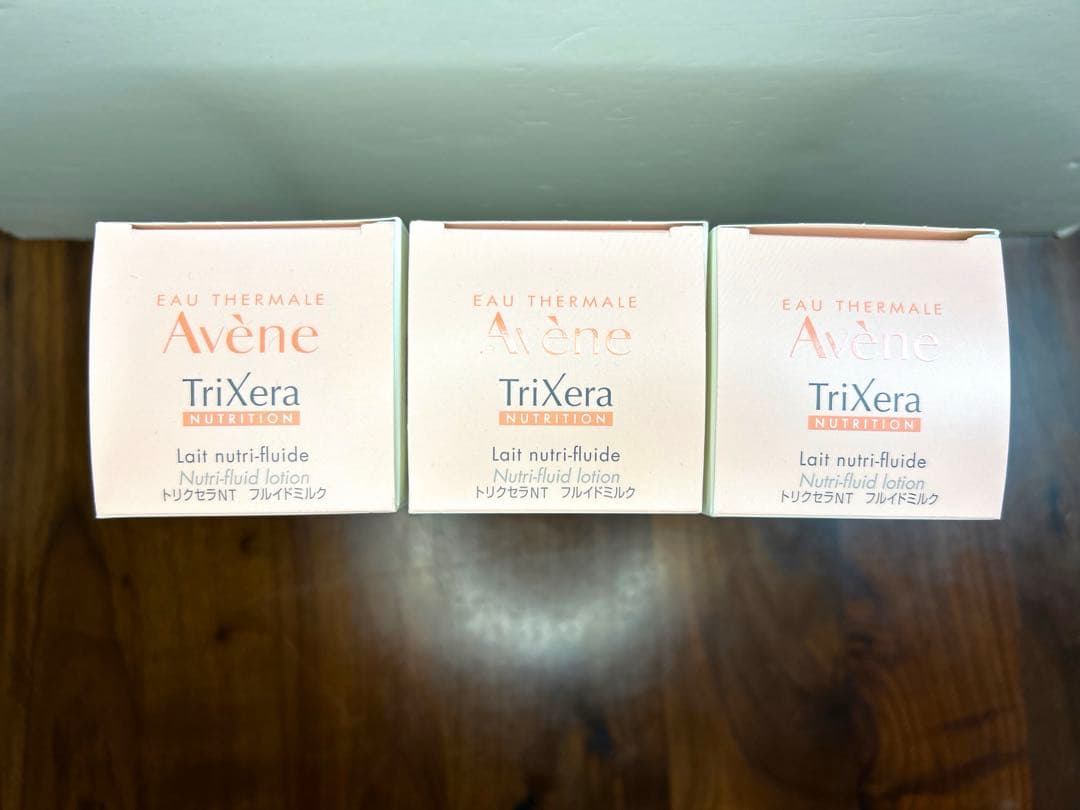 EAU THERMALE
Avène
TriXera
NUTRITION
Lait nutri-fluide
Nutri-fluid lotion
トリクセラNT フルイドミルク
EAU THERMALE
Avène
TriXera
NUTRITION
Lait nutri-fluide
Nutri-fluid lotion
トリクセラNT フルイドミルク
EAU THERMALE
Avène
TriXera
NUTRITION
Lait nutri-fluide
Nutri-fluid lotion
トリクセラNT フルイドミルク